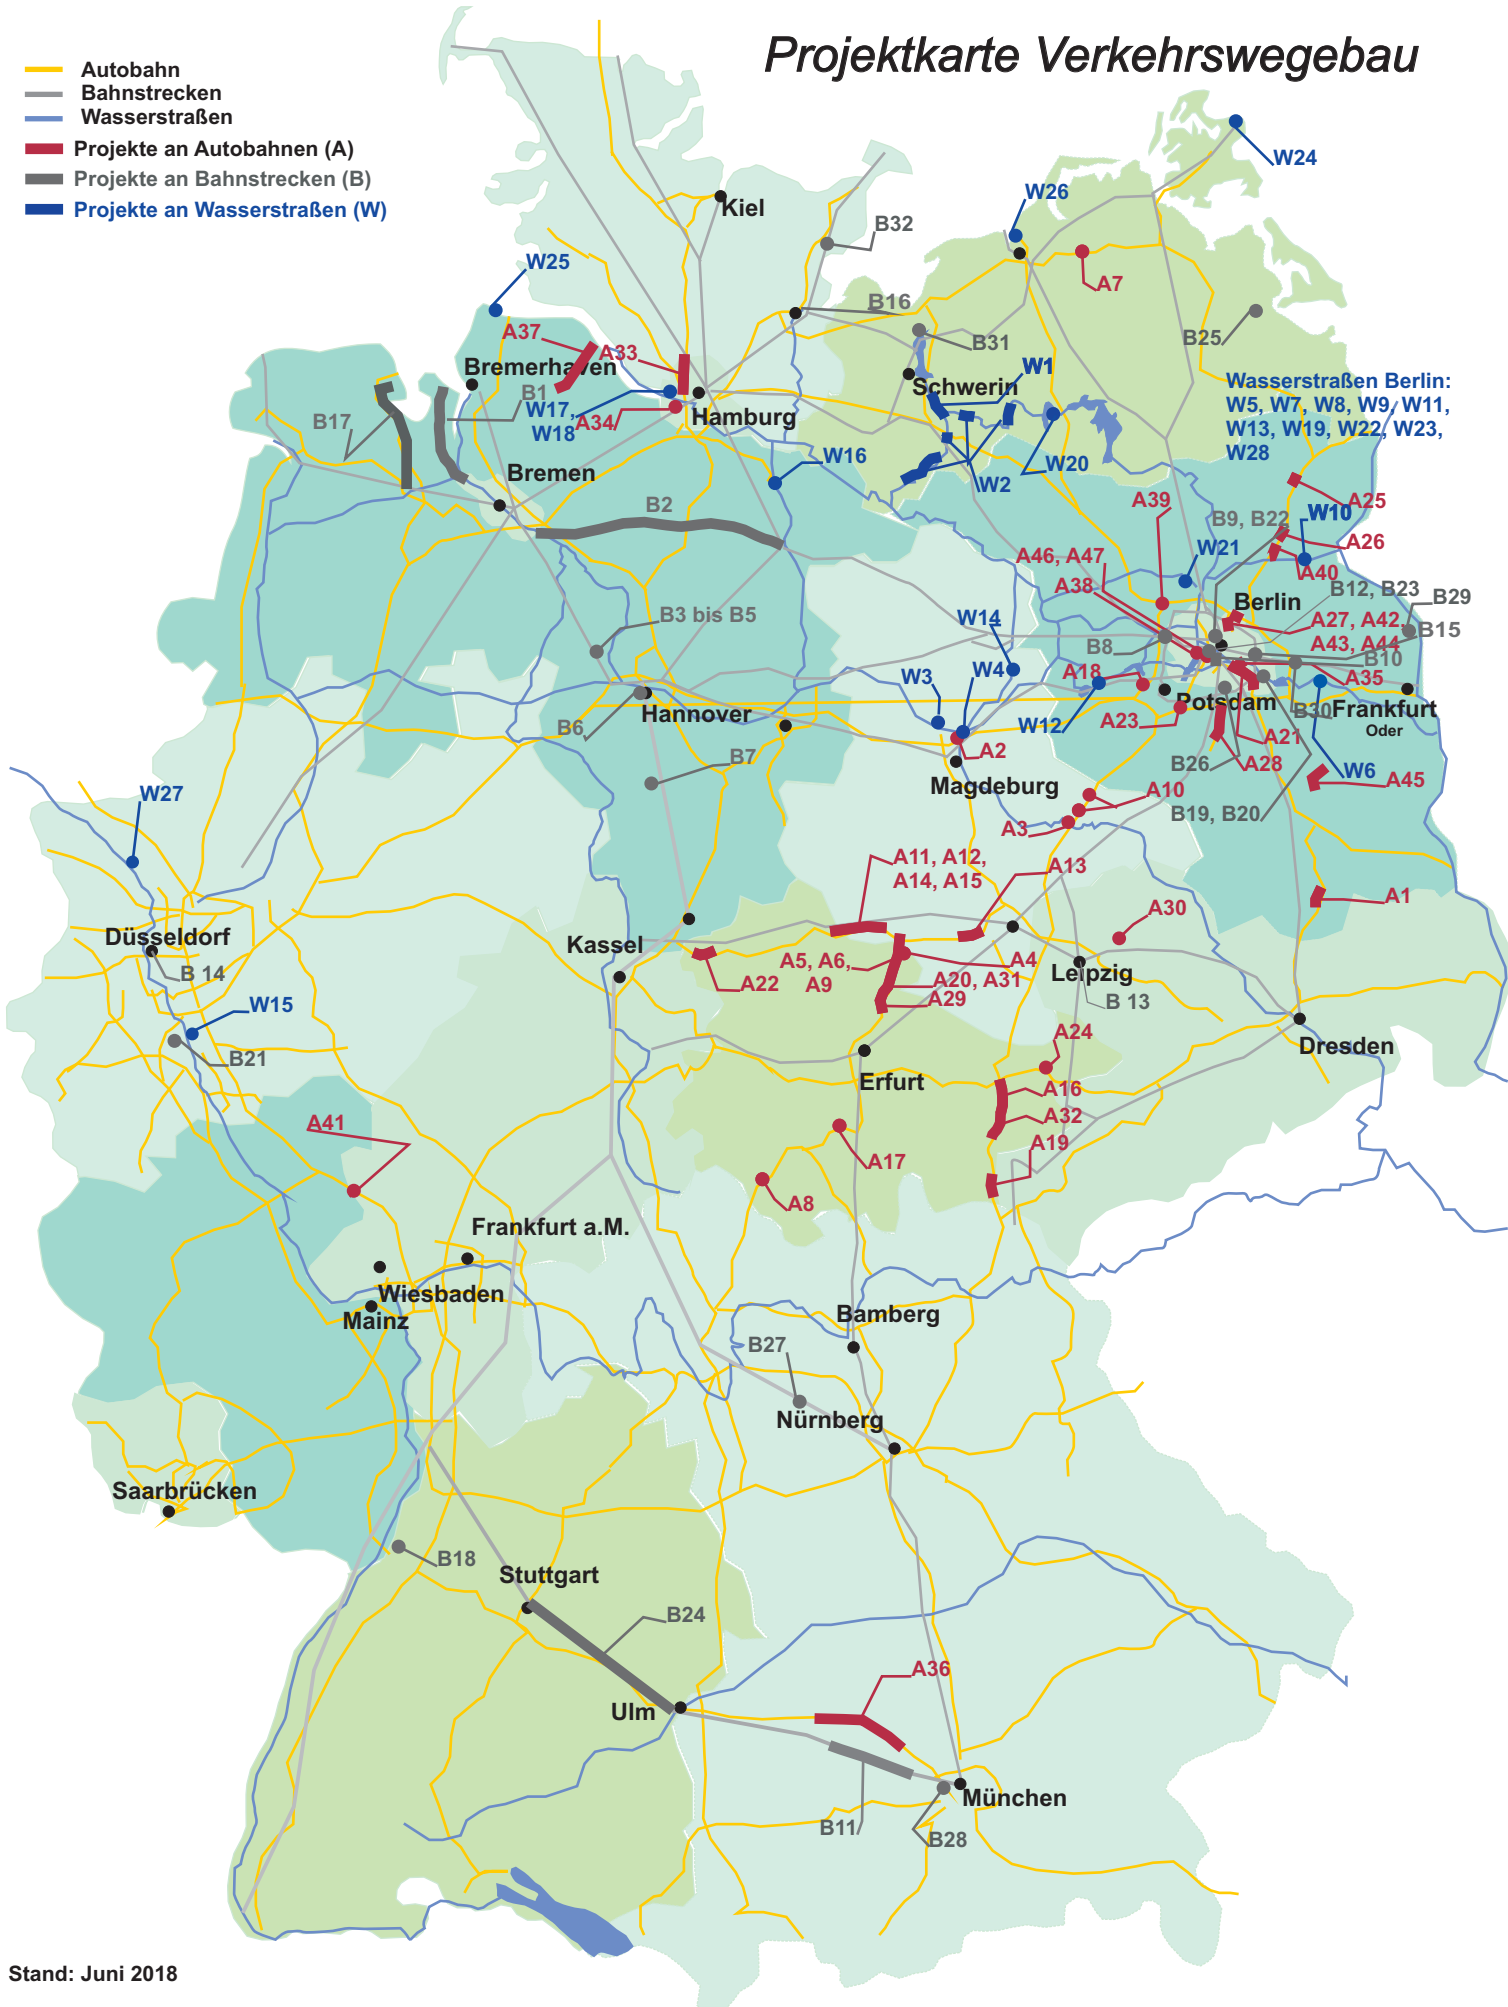 Projektkarte Verkehrswegebau
Autobahn
Bahnstrecken
Wasserstraßen
Projekte an Autobahnen (A)
Projekte an Bahnstrecken (B)
Projekte an Wasserstraßen (W)
W24
W26
Kiel
B32
W25
A7
B16
A37
A33
B31
B25
Bremerhaven
W1
Schwerin
B1
Wasserstraßen Berlin:
W5, W7, W8, W9, W11,
W13, W19, W22, W23,
W28
W17,
W18
A34
Hamburg
B17
W16
W20
Bremen
W2
A39
A25
B2
B9, B22
W10
A26
W21
A46, A47
A40
A38
B12, B23
B29
Berlin
B3 bis B5
W14
A27, A42,
A43, A44
B15
B8
B10
W3
W4
A18
A35
Potsdam
Hannover
B30
Frankfurt
Oder
W12
A23
B6
A21
A2
B7
B26
A28
W6
A45
Magdeburg
A10
W27
B19, B20
A3
A11, A12,
A14, A15
A13
A1
A30
Düsseldorf
Kassel
A5, A6,
A9
A4
Leipzig
B 14
A22
A20, A31
A29
B 13
W15
A24
Dresden
B21
Erfurt
A16
A32
A41
A19
A17
A8
Frankfurt a.M.
Wiesbaden
Mainz
Bamberg
B27
Nürnberg
Saarbrücken
B18
Stuttgart
B24
A36
Ulm
München
B11
B28
Stand: Juni 2018